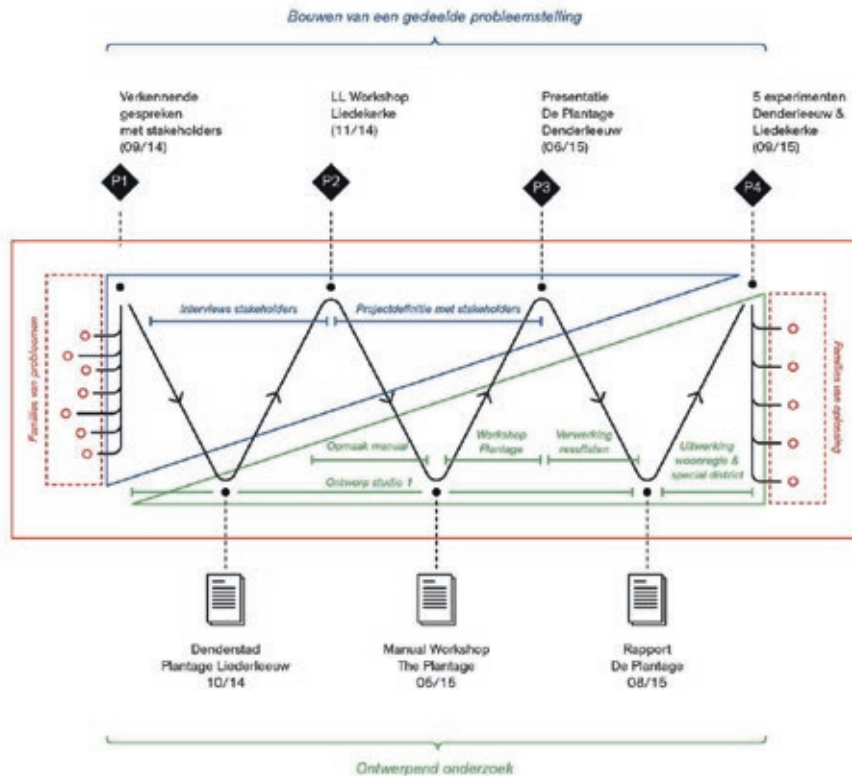 Bouwen van een gedeelde probleemstelling
Verkennende
gespreken
met stakeholders
(09/14)
LL Workshop
Liedekerke
(11/14)
Presentatie
De Plantage
Denderleeuw
(06/15)
5 experimenten
Denderleeuw &
Liedekerke
(09/15)
P1
P2
P3
P4
Families van problemen
Interviews stakeholders
Projectdefinitie met stakeholders
Families van oplossing
Opmaak manual
Workshop
Plantage
Verwerking
resultaten
Uitwerking
woonregie &
special district
Ontwerp studio 1
Denderstad
Plantage Liederleeuw
10/14
Manual Workshop
The Plantage
05/15
Rapport
De Plantage
08/15
Ontwerpend onderzoek